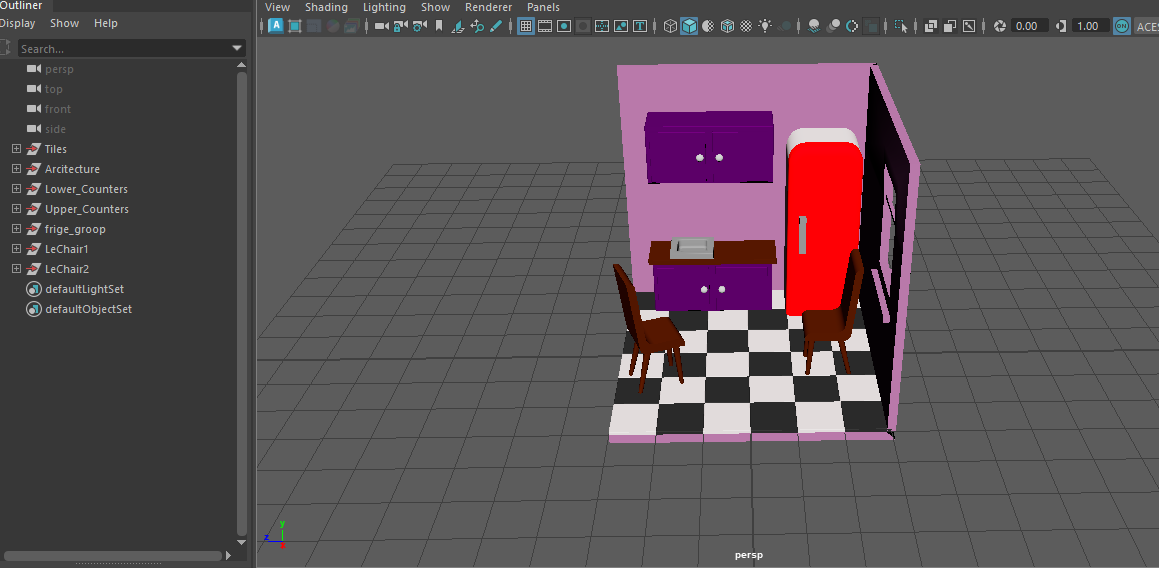 Outliner
Display Show Help
Search...
persp
top
front
side
Tiles
Arcitecture
Lower_Counters
Upper_Counters
frige_groop
LeChair1
LeChair2
defaultLightSet
defaultObjectSet
View Shading Lighting Show Renderer Panels
0.00 1.00 ON ACES
y
z
x
persp